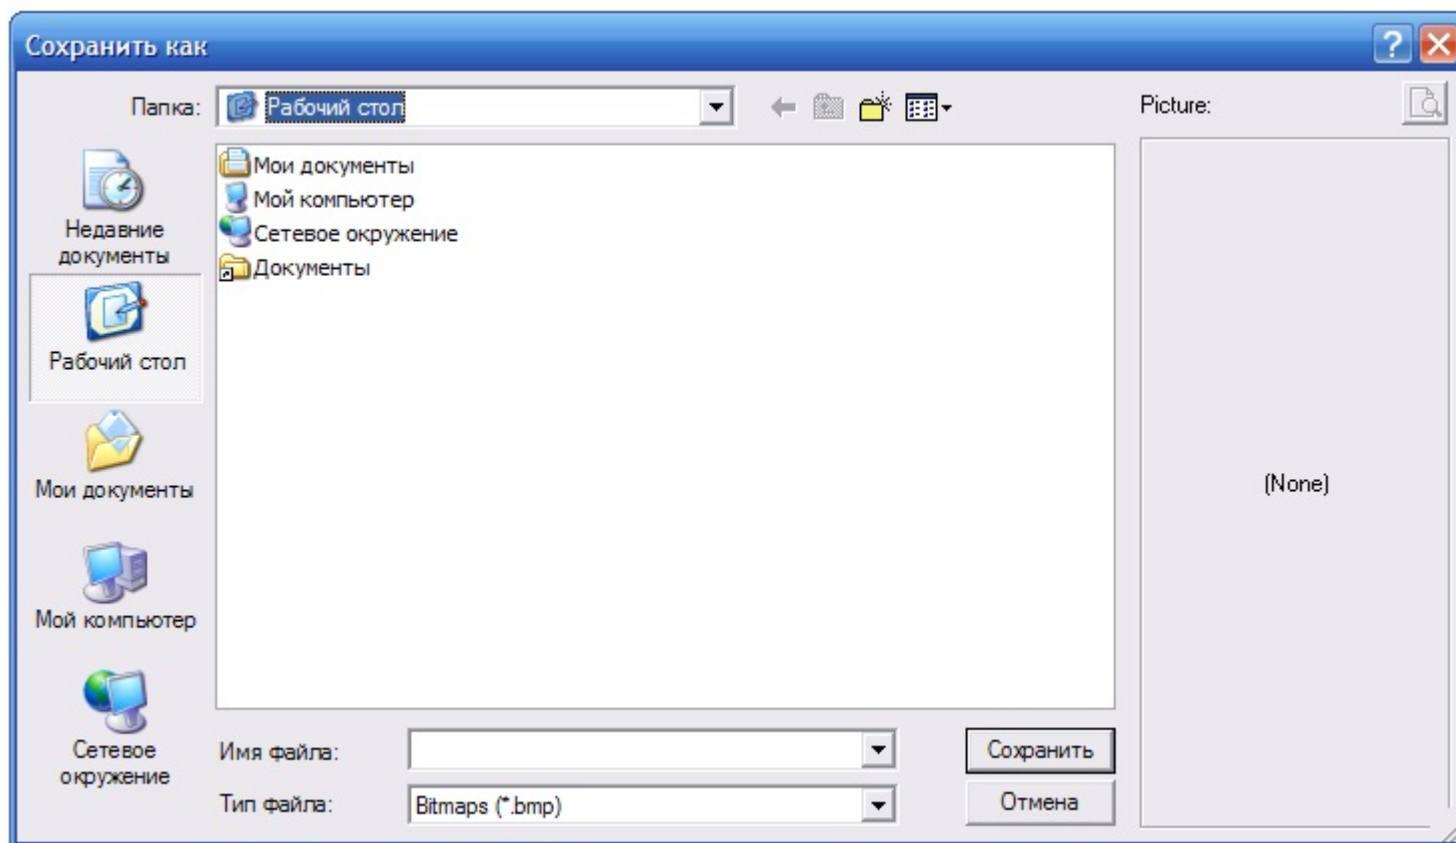 Сохранить как
Папка:
Рабочий стол
Picture:
Недавние
документы
Рабочий стол
Мои документы
Мой компьютер
Сетевое
окружение
Мои документы
Мой компьютер
Сетевое окружение
Документы
(None)
Имя файла:
Сохранить
Тип файла:
Bitmaps (*.bmp)
Отмена